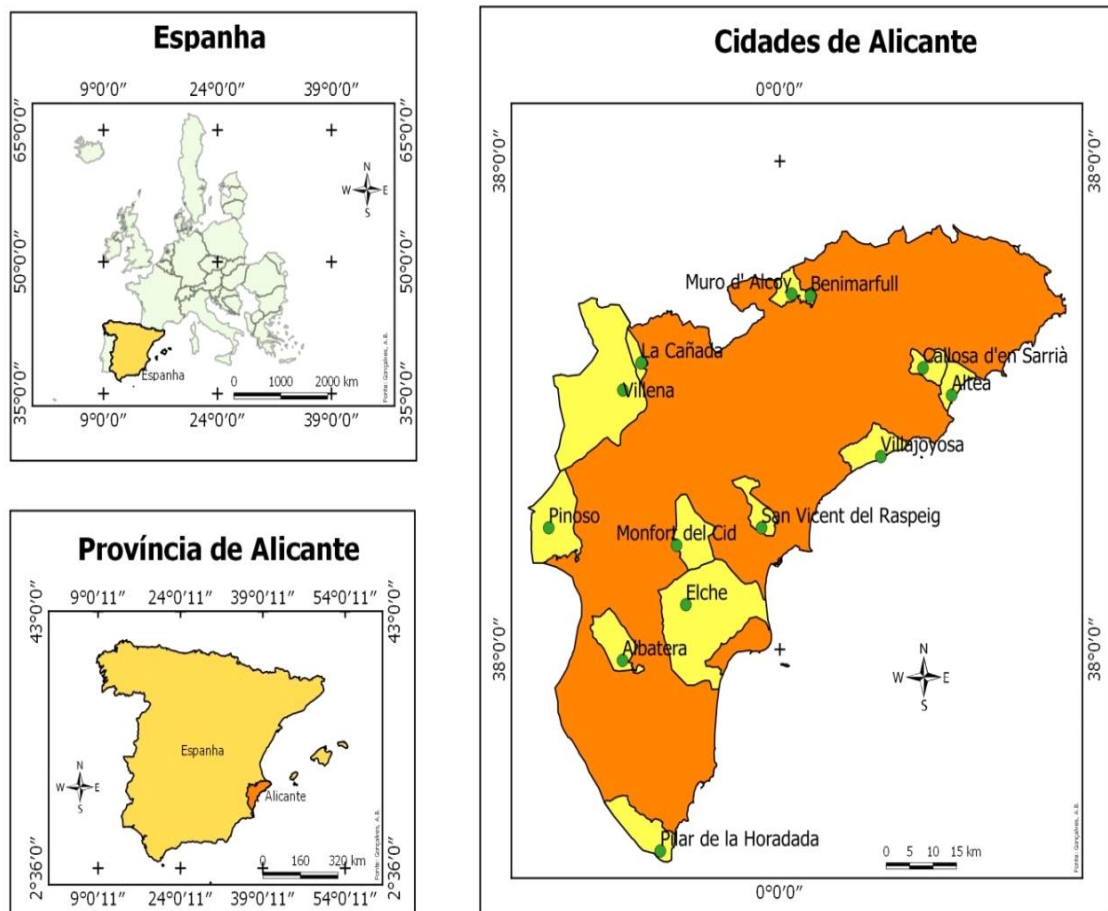 Espanha
9°0′0″ 24°0′0″ 39°0′0″
65°0′0″
65°0′0″
N
W E
S
50°0′0″
50°0′0″
Espanha
0 1000 2000 km
35°0′0″
35°0′0″
Fonte: Gonçalves, A.B.
9°0′0″ 24°0′0″ 39°0′0″
Província de Alicante
9°0′11″ 24°0′11″ 39°0′11″ 54°0′11″
43°0′0″
43°0′0″
Espanha
N
W E
S
Alicante
0 160 320 km
2°36′0″
2°36′0″
Fonte: Gonçalves, A.B.
9°0′11″ 24°0′11″ 39°0′11″ 54°0′11″
Cidades de Alicante
0°0′0″
38°0′0″
38°0′0″
Muro d' Alcoy
Benimarfull
La Cañada
Callosa d'en Sarrià
Villena
Altea
Villajoyosa
Pinoso
San Vicent del Raspeig
Monfort del Cid
Elche
Albatera
38°0′0″
38°0′0″
N
W E
S
Pilar de la Horadada
0 5 10 15 km
Fonte: Gonçalves, A.B.
0°0′0″